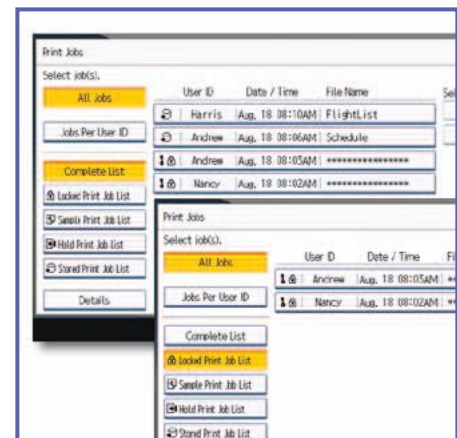 Print Jobs
Select job(s).
All Jobs
User ID Date / Time File Name
Harris Aug. 18 08:10AM FlightList
Jobs Per User ID
Andrew Aug. 18 08:06AM Schedule
Andrew Aug. 18 08:03AM ****************
Complete List
Nancy Aug. 18 08:02AM ****************
Locked Print Job List
Sample Print Job List
Hold Print Job List
Stored Print Job List
Details
Print Jobs
Select job(s).
All Jobs
User ID Date / Time
Andrew Aug. 18 08:03AM **
Jobs Per User ID
Nancy Aug. 18 08:02AM **
Complete List
Locked Print Job List
Sample Print Job List
Hold Print Job List
Stored Print Job List